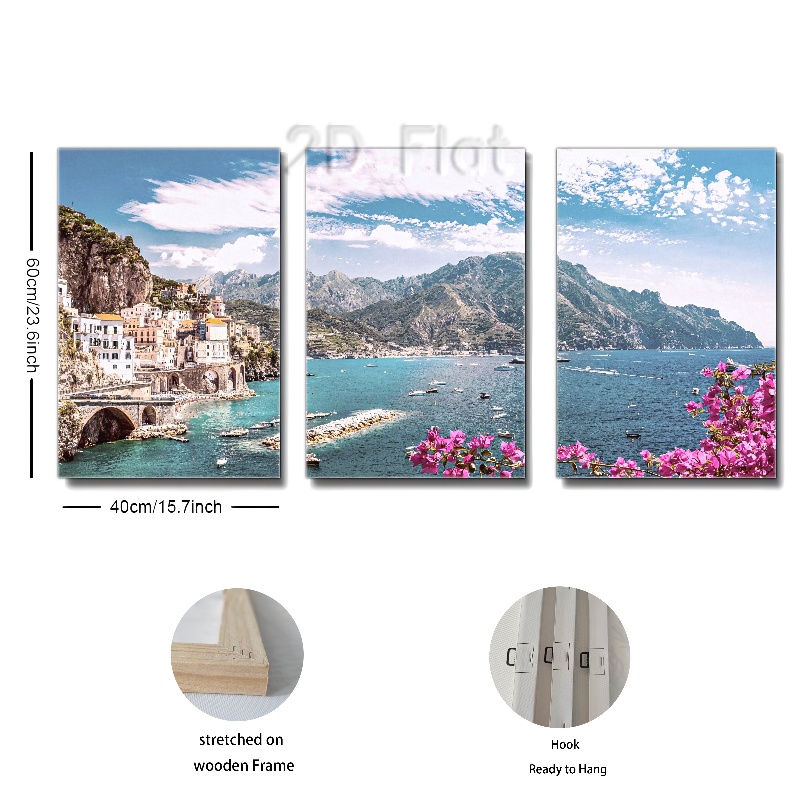 2D Flat
60cm/23.6inch
40cm/15.7inch
stretched on
wooden Frame
Hook
Ready to Hang